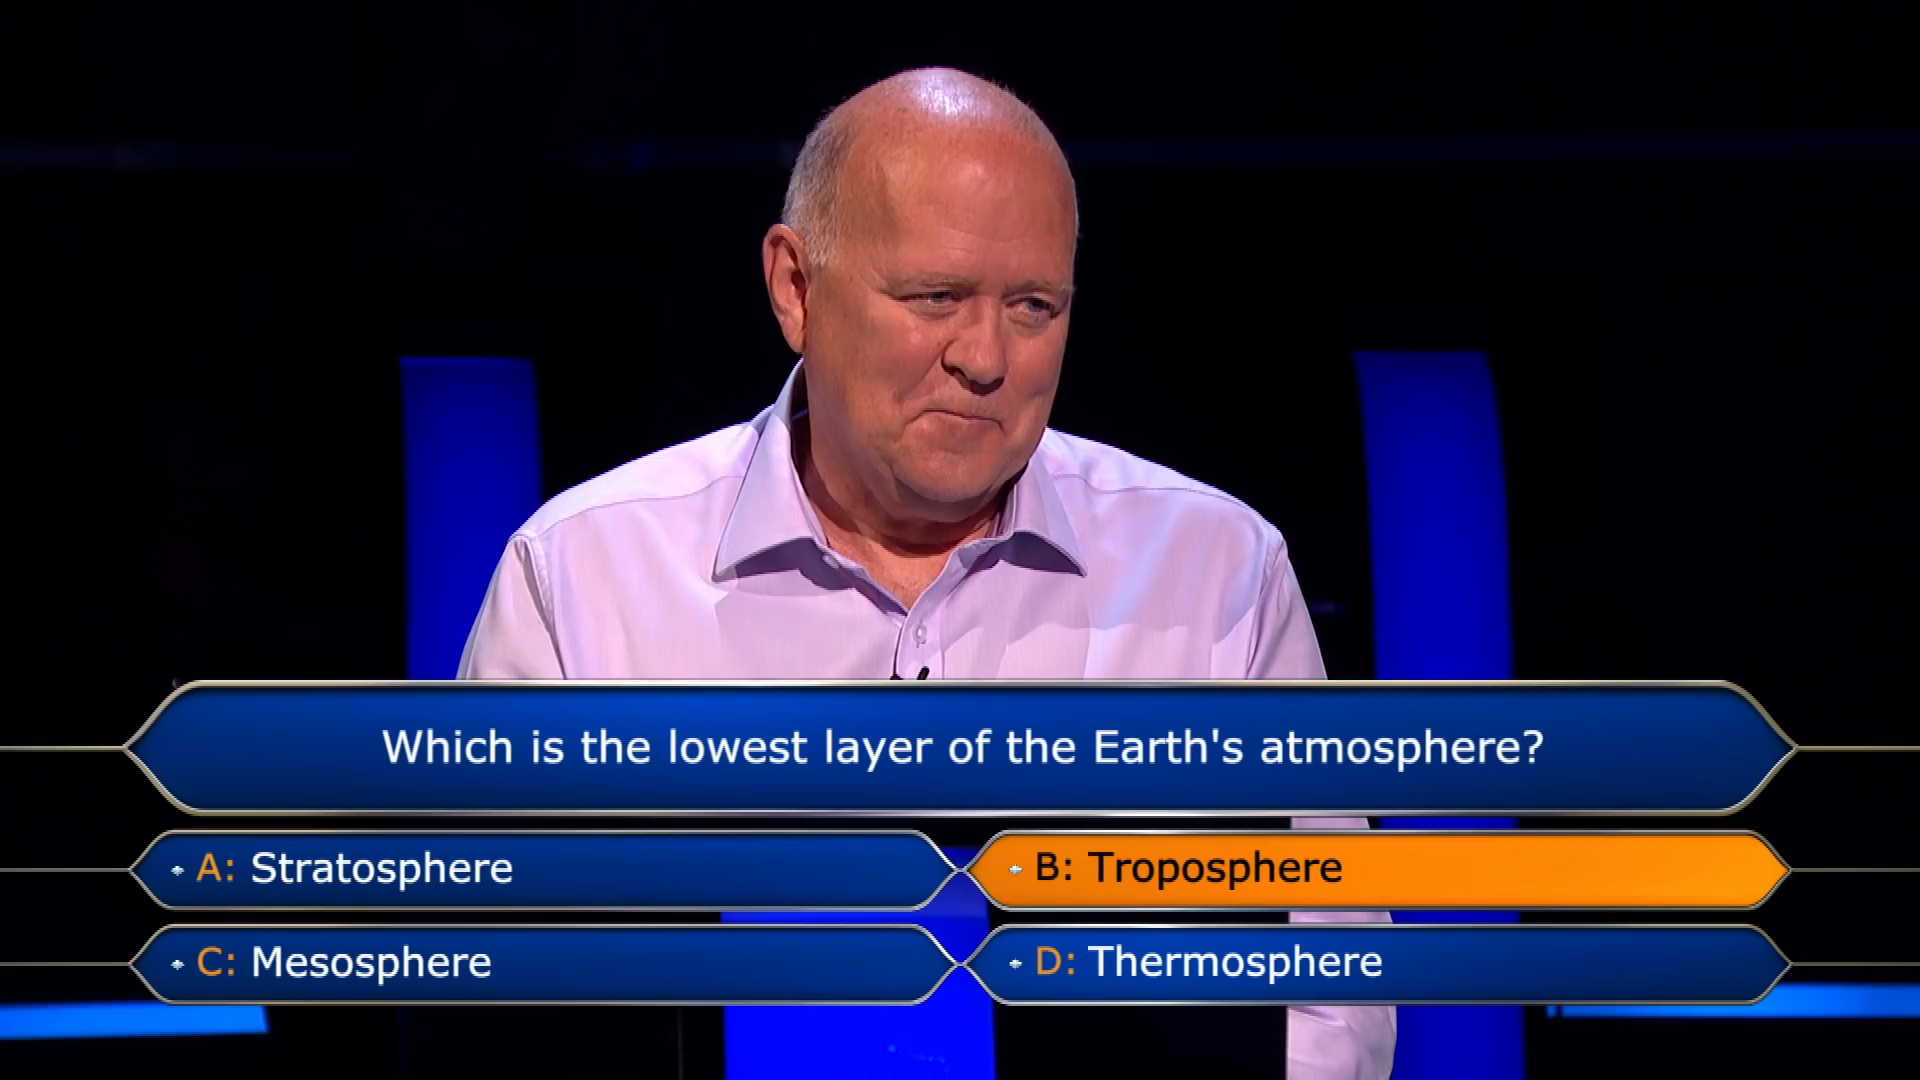 Which is the lowest layer of the Earth's atmosphere?
A: Stratosphere
B: Troposphere
C: Mesosphere
D: Thermosphere